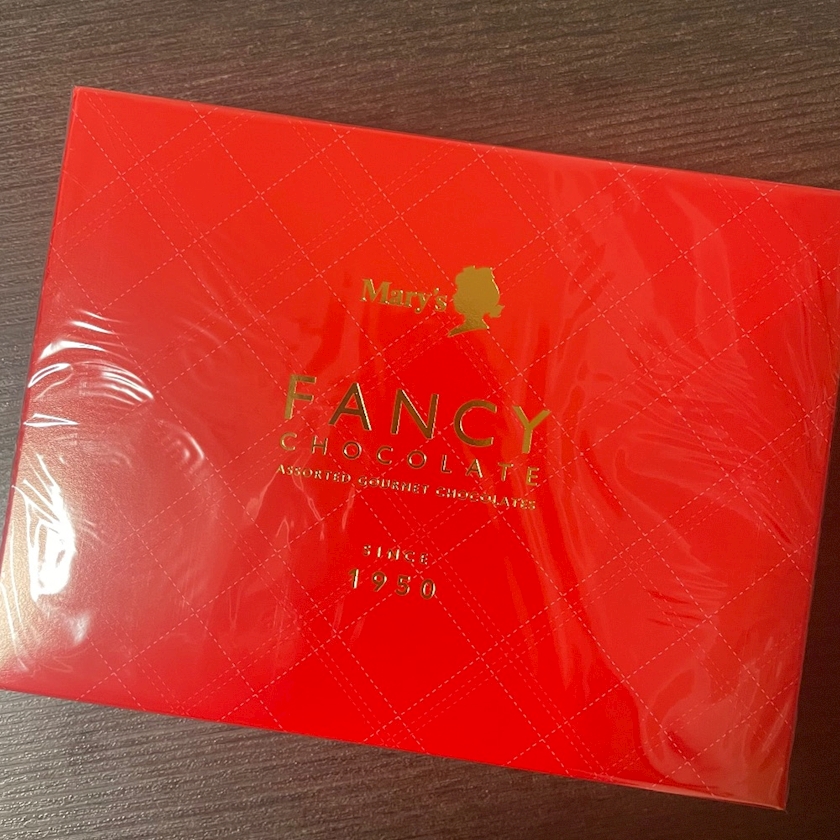 Mary's
FANCY
CHOCOLATE
ASSORTED GOURMET CHOCOLATES
SINCE
1950